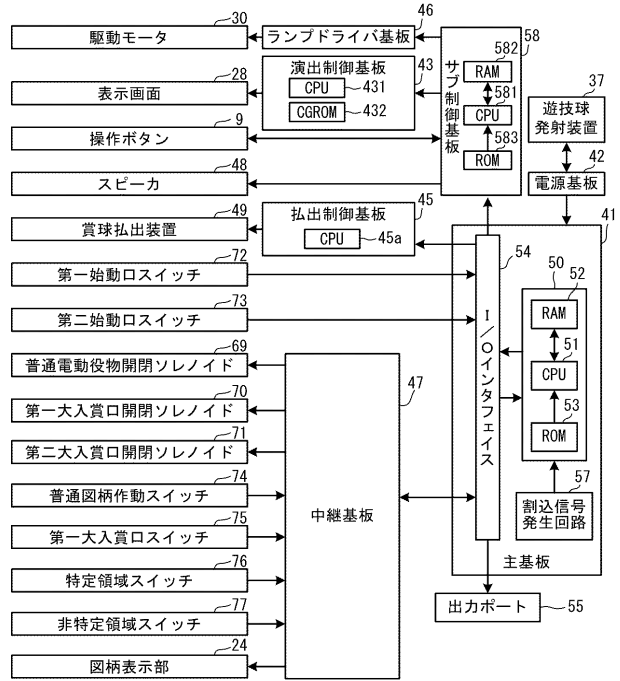 30
駆動モータ
46
ランプドライバ基板
58
サブ制御基板
582
RAM
581
CPU
583
ROM
28
表示画面
43
演出制御基板
CPU
431
CGROM
432
37
遊技球
発射装置
9
操作ボタン
42
電源基板
48
スピーカ
49
賞球払出装置
45
払出制御基板
CPU
45a
41
54
I/Oインタフェイス
50
52
RAM
51
CPU
53
ROM
57
割込信号
発生回路
主基板
72
第一始動口スイッチ
73
第二始動口スイッチ
69
普通電動役物開閉ソレノイド
70
第一大入賞口開閉ソレノイド
71
第二大入賞口開閉ソレノイド
74
普通図柄作動スイッチ
75
第一大入賞口スイッチ
76
特定領域スイッチ
77
非特定領域スイッチ
24
図柄表示部
47
中継基板
出力ポート
55